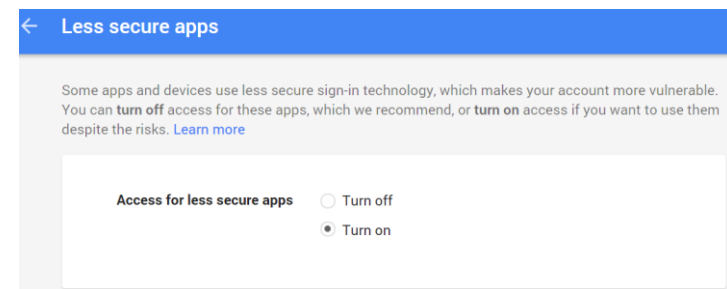 Less secure apps
Some apps and devices use less secure sign-in technology, which makes your account more vulnerable.
You can turn off access for these apps, which we recommend, or turn on access if you want to use them
despite the risks. Learn more
Access for less secure apps
Turn off
Turn on